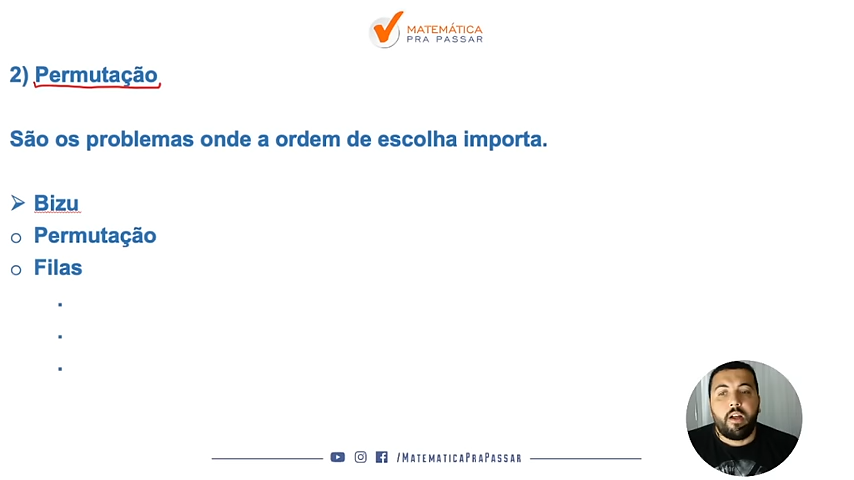 MATEMÁTICA
PRA PASSAR
2) Permutação
São os problemas onde a ordem de escolha importa.
Bizu
Permutação
Filas
/MatematicaPraPassar